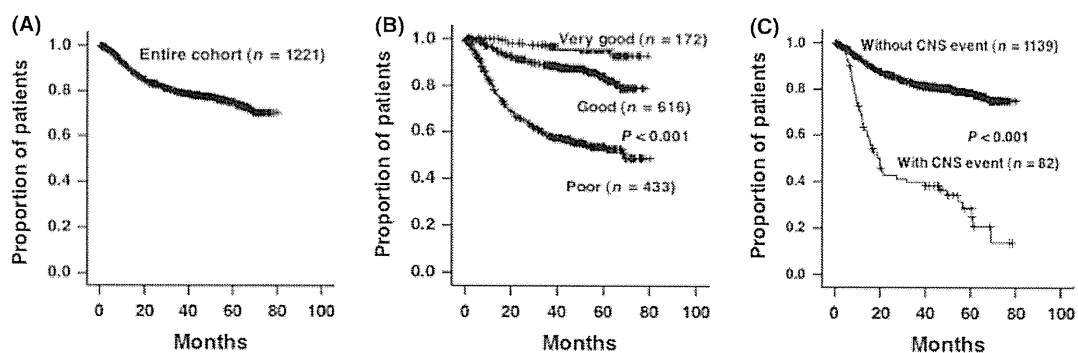 (A)
Proportion of patients
1.0
0.8
0.6
0.4
0.2
0.0
Entire cohort (n = 1221)
0 20 40 60 80 100
Months
(B)
Proportion of patients
1.0
0.8
0.6
0.4
0.2
0.0
Very good (n = 172)
Good (n = 616)
P < 0.001
Poor (n = 433)
0 20 40 60 80 100
Months
(C)
Proportion of patients
1.0
0.8
0.6
0.4
0.2
0.0
Without CNS event (n = 1139)
P < 0.001
With CNS event (n = 82)
0 20 40 60 80 100
Months